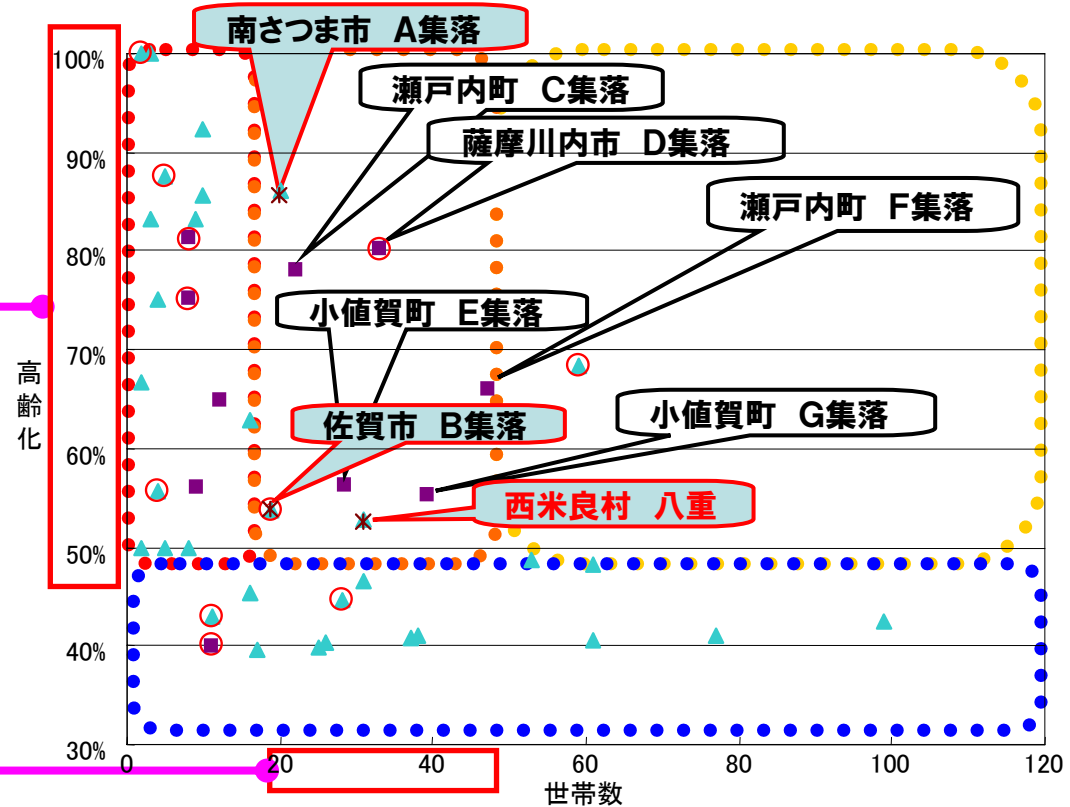 南さつま市 A集落
瀬戸内町 C集落
薩摩川内市 D集落
瀬戸内町 F集落
小値賀町 E集落
佐賀市 B集落
小値賀町 G集落
西米良村 八重
高齢化
100%
90%
80%
70%
60%
50%
40%
30%
0 20 40 60 80 100 120
世帯数